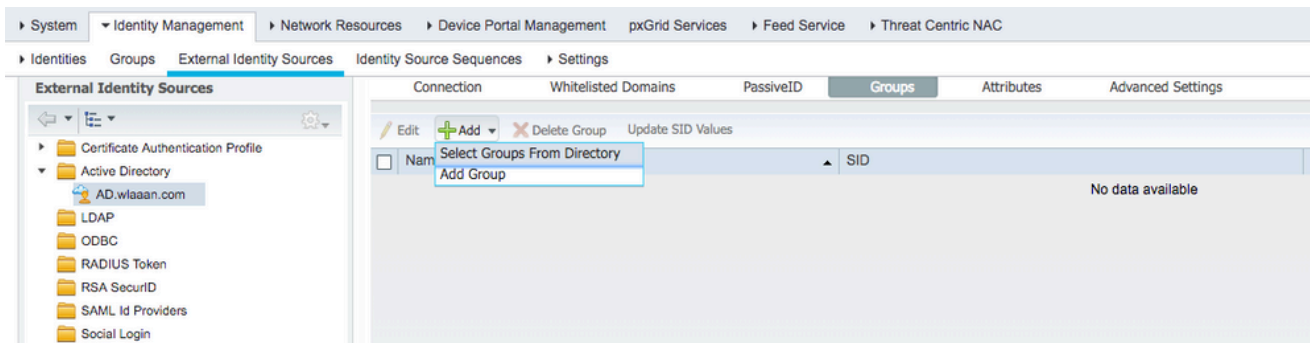 System Identity Management Network Resources Device Portal Management pxGrid Services Feed Service Threat Centric NAC
Identities Groups External Identity Sources Identity Source Sequences Settings
External Identity Sources
Certificate Authentication Profile
Active Directory
AD.wlaaan.com
LDAP
ODBC
RADIUS Token
RSA SecurID
SAML Id Providers
Social Login
Connection Whitelisted Domains PassiveID Groups Attributes Advanced Settings
Edit Add Delete Group Update SID Values
Nam SID
Select Groups From Directory
Add Group
No data available